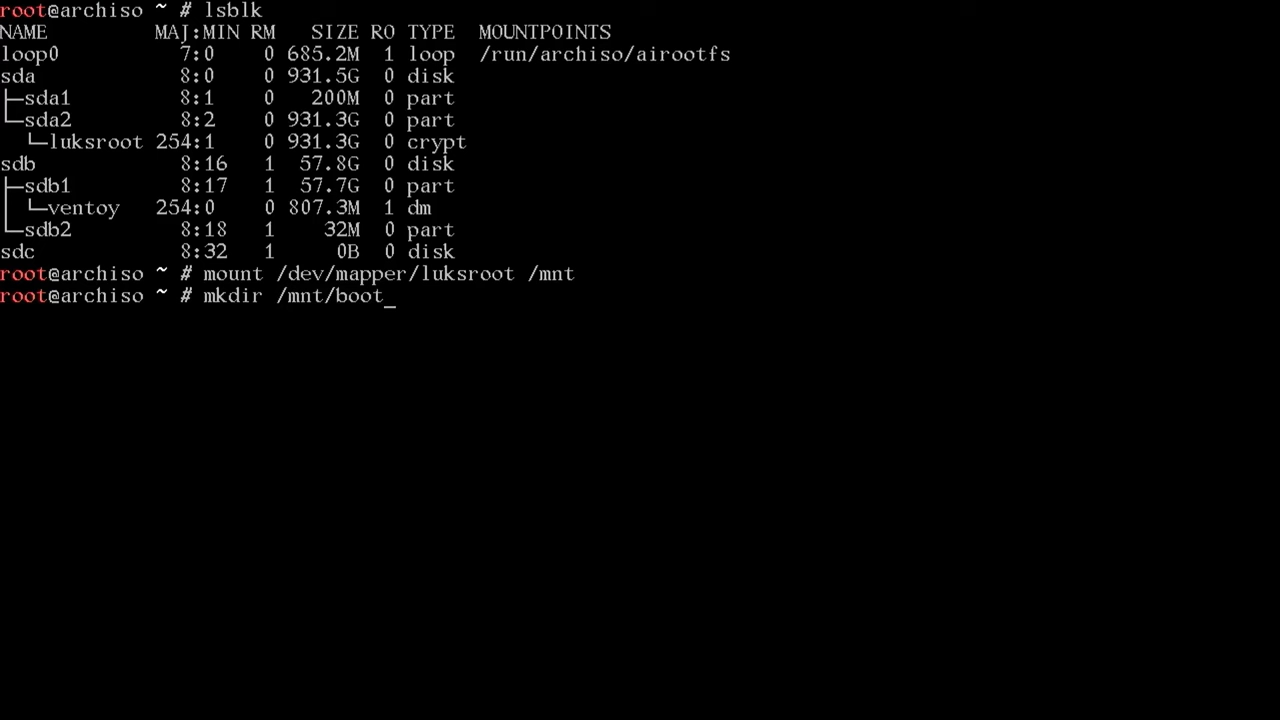 root@archiso ~ # lsblk
NAME         MAJ:MIN RM   SIZE RO TYPE  MOUNTPOINTS
loop0          7:0    0 685.2M  1 loop  /run/archiso/airootfs
sda            8:0    0 931.5G  0 disk
├─sda1         8:1    0   200M  0 part
└─sda2         8:2    0 931.3G  0 part
  └─luksroot 254:1    0 931.3G  0 crypt
sdb            8:16   1  57.8G  0 disk
├─sdb1         8:17   1  57.7G  0 part
│ └─ventoy   254:0    0 807.3M  1 dm
└─sdb2         8:18   1    32M  0 part
sdc            8:32   1     0B  0 disk
root@archiso ~ # mount /dev/mapper/luksroot /mnt
root@archiso ~ # mkdir /mnt/boot_